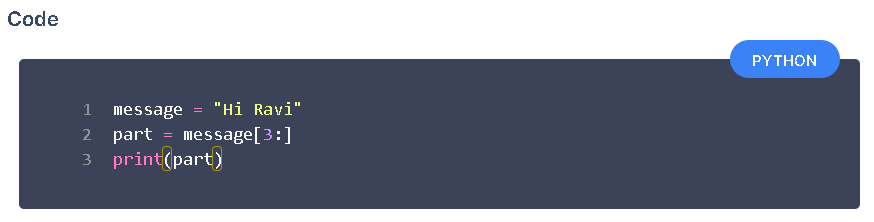 Code
PYTHON
1 message = "Hi Ravi"
2 part = message[3:]
3 print(part)